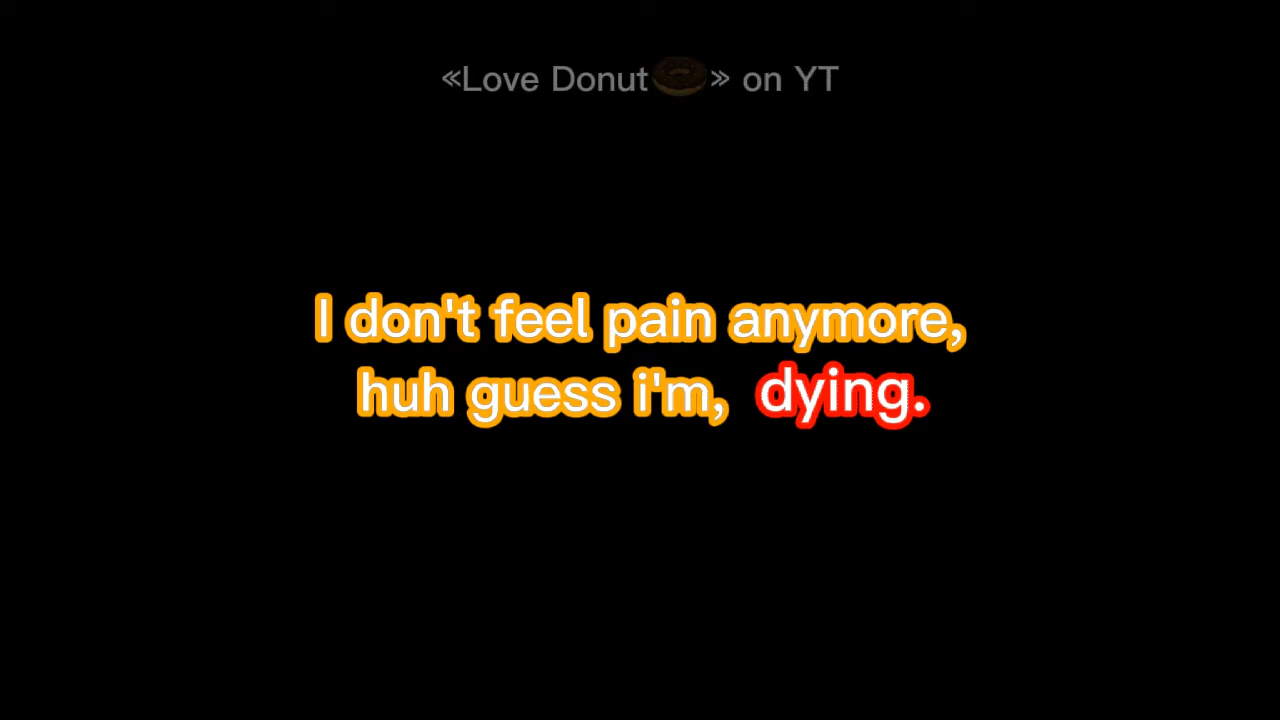 «Love Donut🍩» on YT
I don't feel pain anymore,
huh guess i'm, dying.